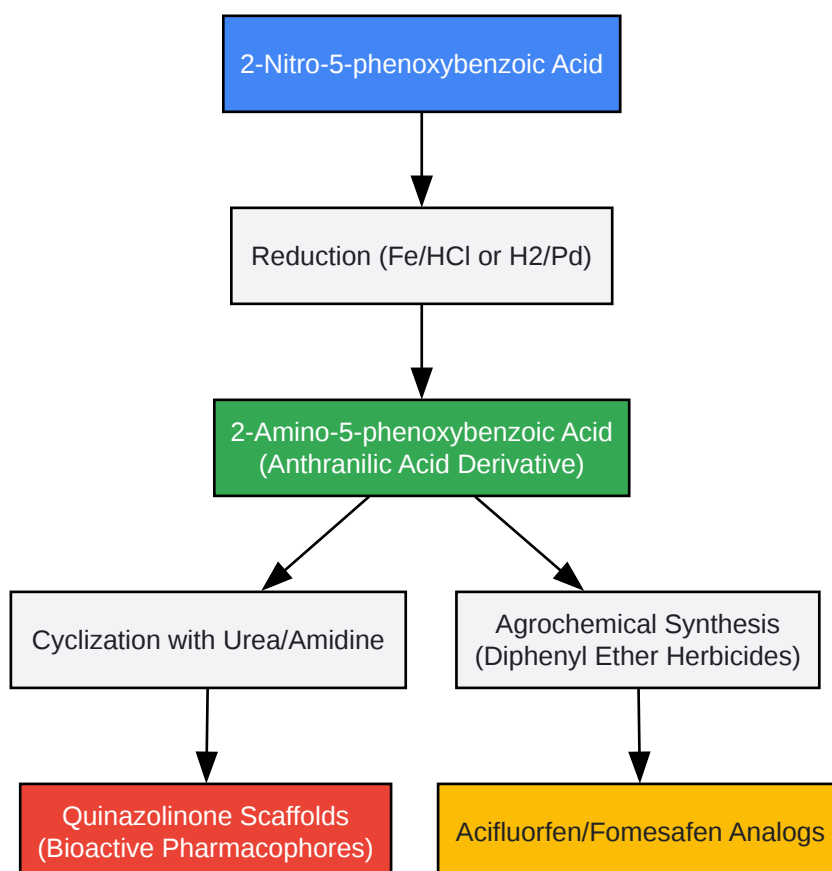 2-Nitro-5-phenoxybenzoic Acid
Reduction (Fe/HCl or H2/Pd)
2-Amino-5-phenoxybenzoic Acid
(Anthranilic Acid Derivative)
Cyclization with Urea/Amidine
Agrochemical Synthesis
(Diphenyl Ether Herbicides)
Quinazolinone Scaffolds
(Bioactive Pharmacophores)
Acifluorfen/Fomesafen Analogs